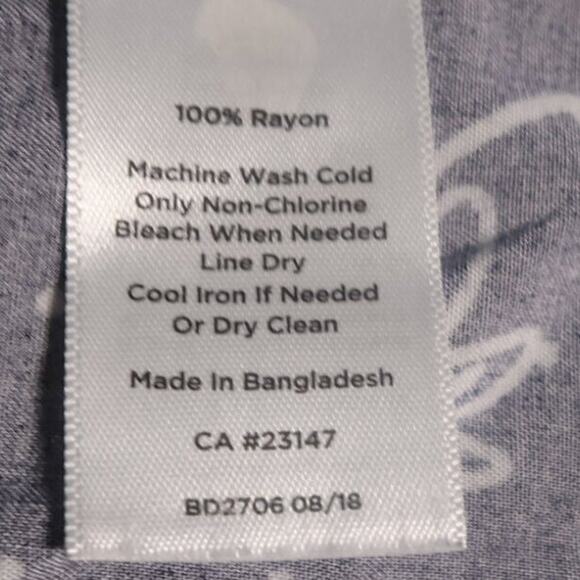 100% Rayon
Machine Wash Cold
Only Non-Chlorine
Bleach When Needed
Line Dry
Cool Iron If Needed
Or Dry Clean
Made In Bangladesh
CA #23147
BD2706 08/18